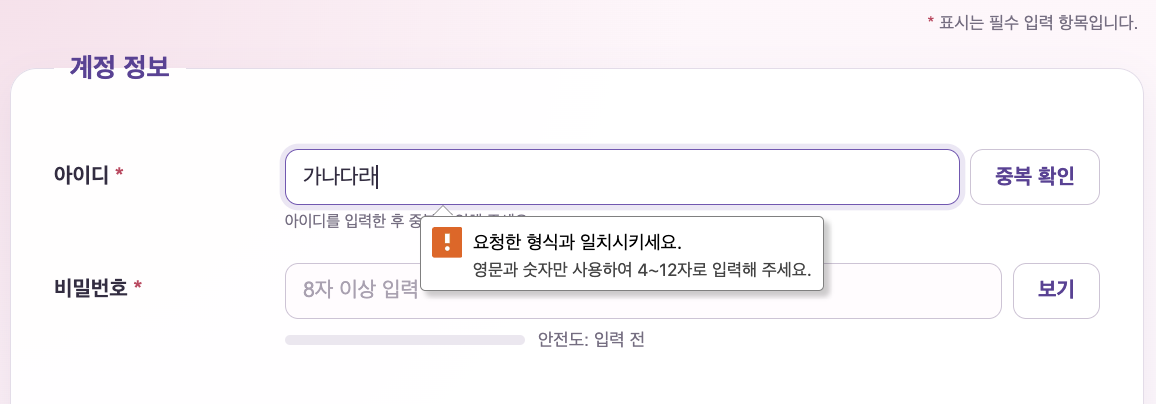 * 표시는 필수 입력 항목입니다.
계정 정보
아이디 *
가나다래
중복 확인
아이디를 입력한 후
요청한 형식과 일치시키세요.
영문과 숫자만 사용하여 4~12자로 입력해 주세요.
비밀번호 *
8자 이상 입력
보기
안전도: 입력 전